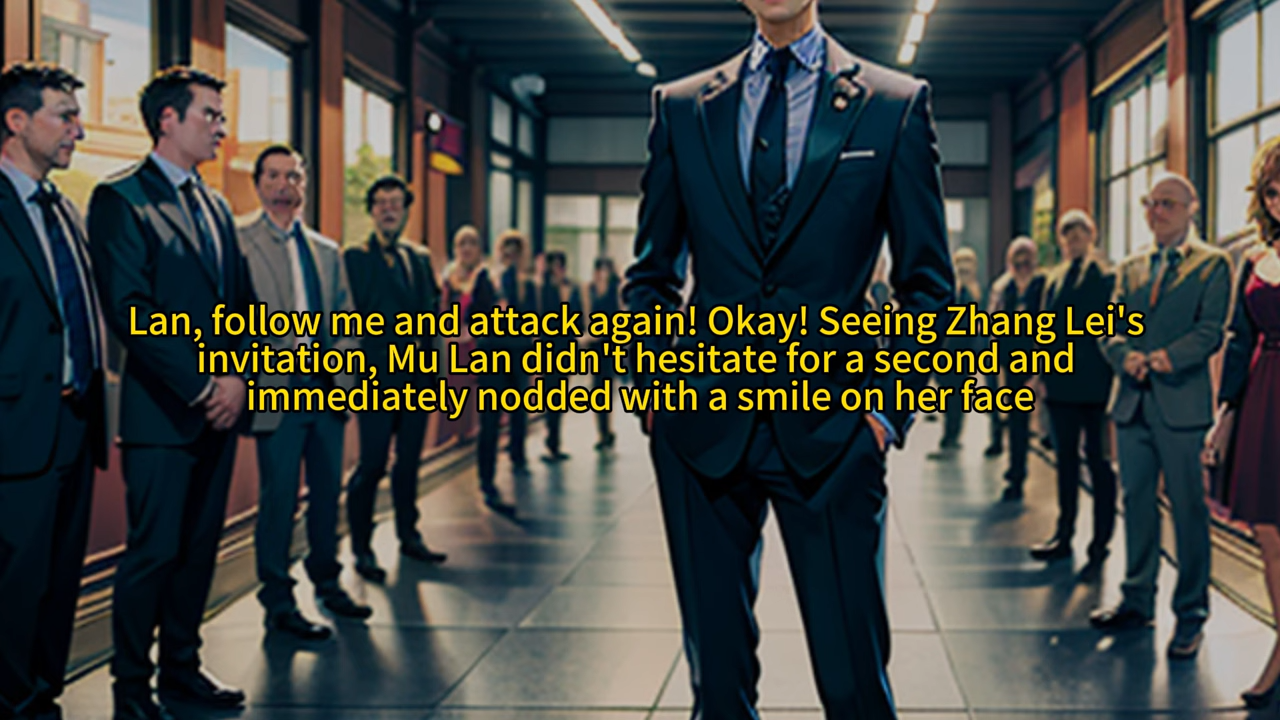 Lan, follow me and attack again! Okay! Seeing Zhang Lei's
invitation, Mu Lan didn't hesitate for a second and
immediately nodded with a smile on her face